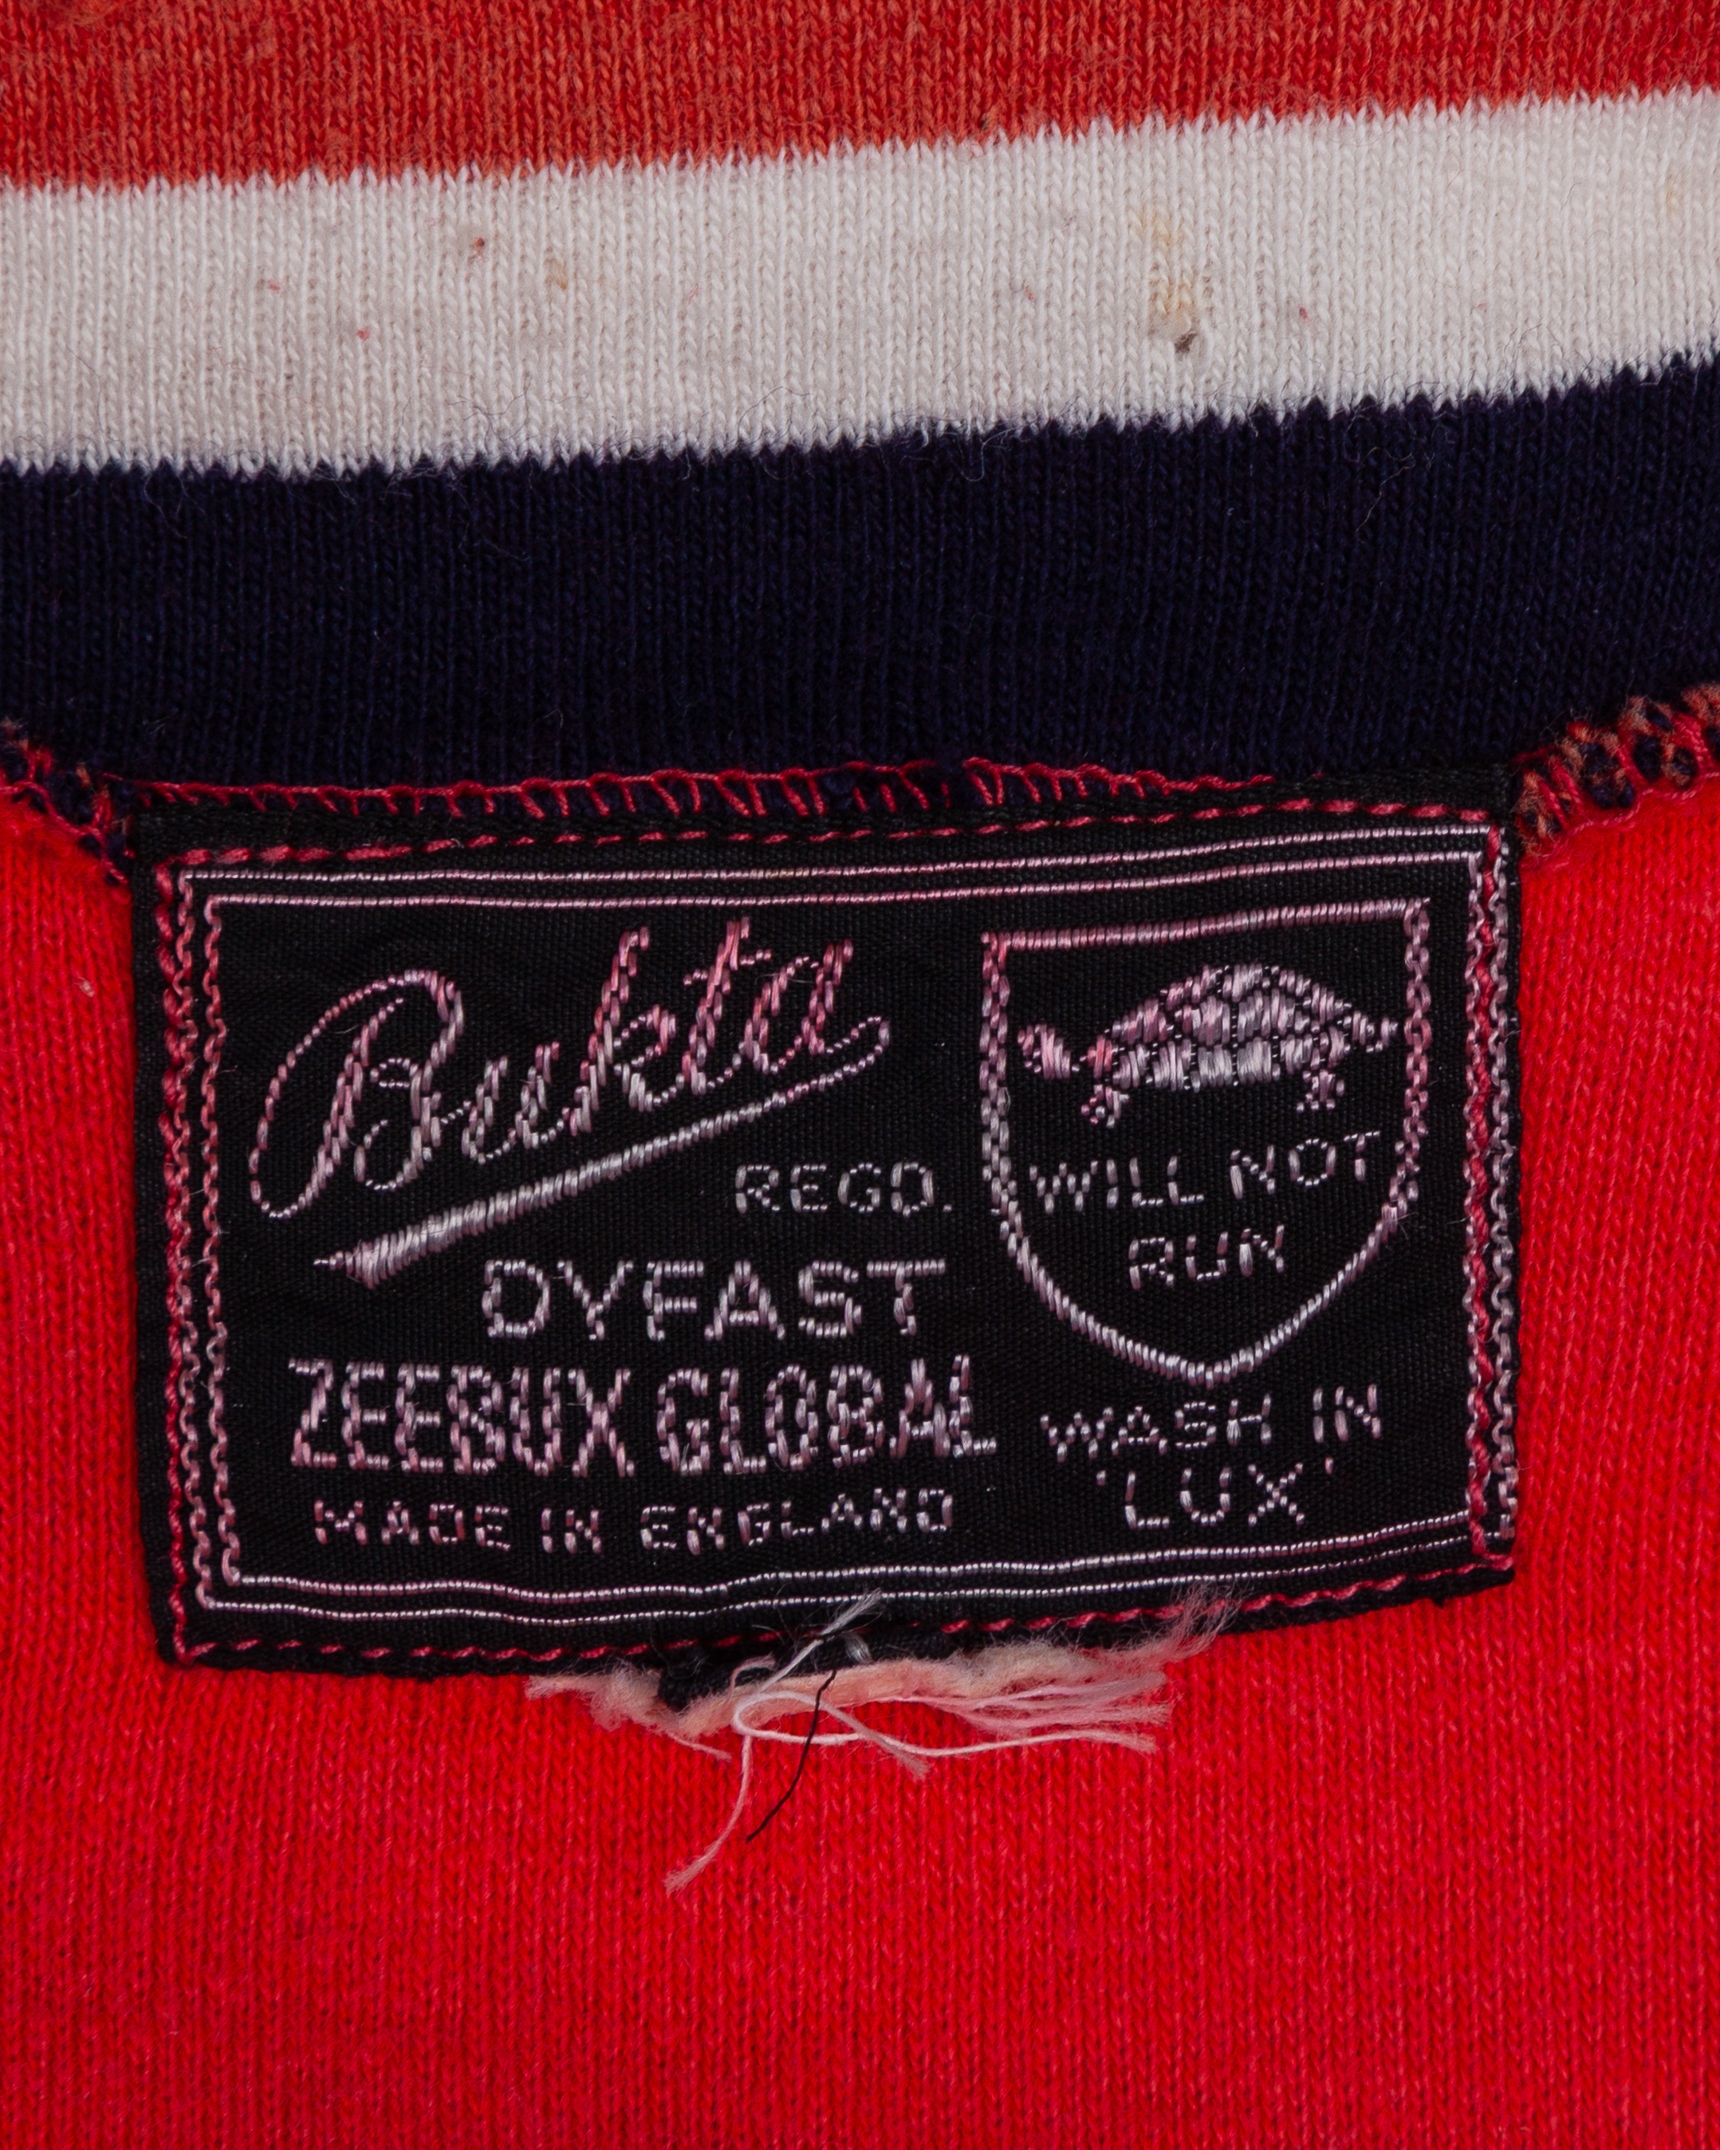 Bukta
REGD.
DYFAST
ZEEBUX GLOBAL
MADE IN ENGLAND
WILL NOT
RUN
WASH IN
'LUX'